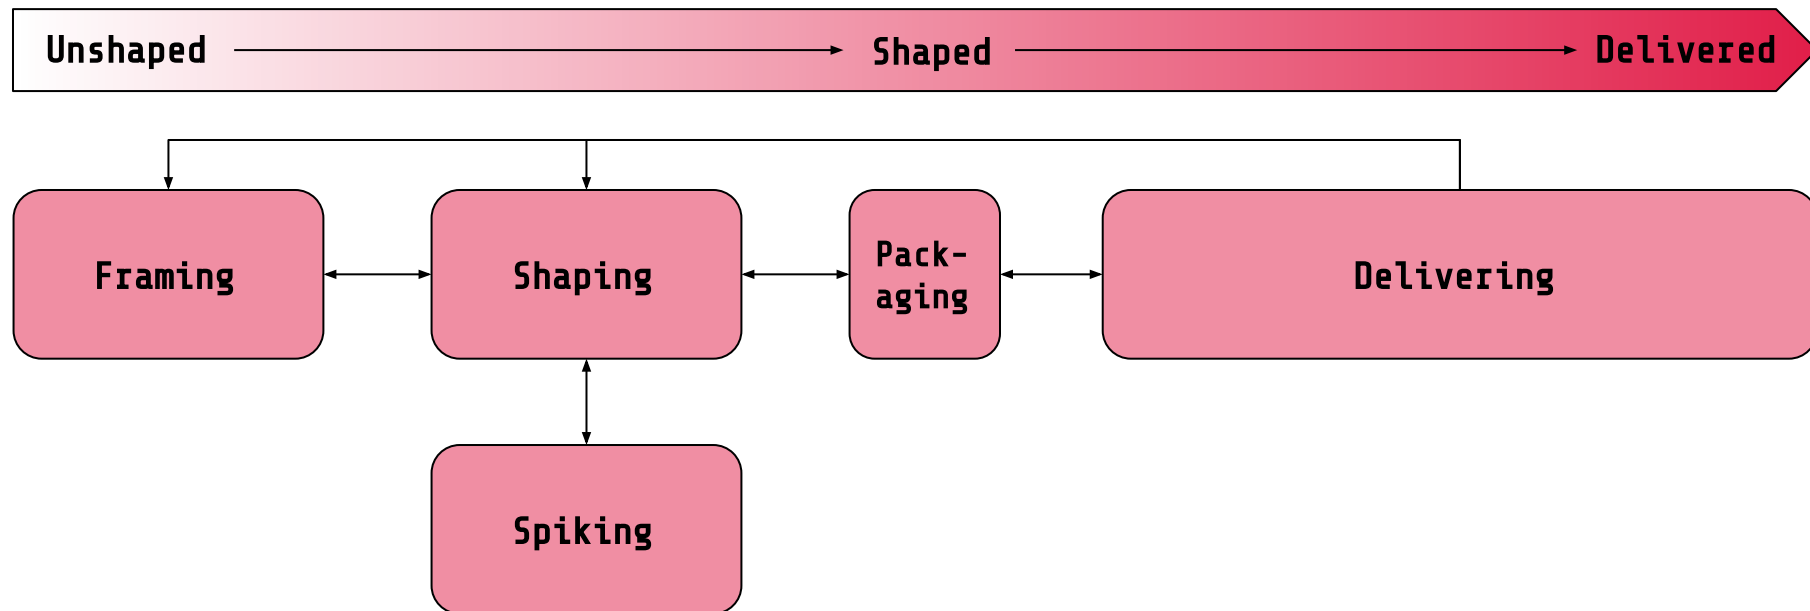 Unshaped
Shaped
Delivered
Framing
Shaping
Pack-
aging
Delivering
Spiking